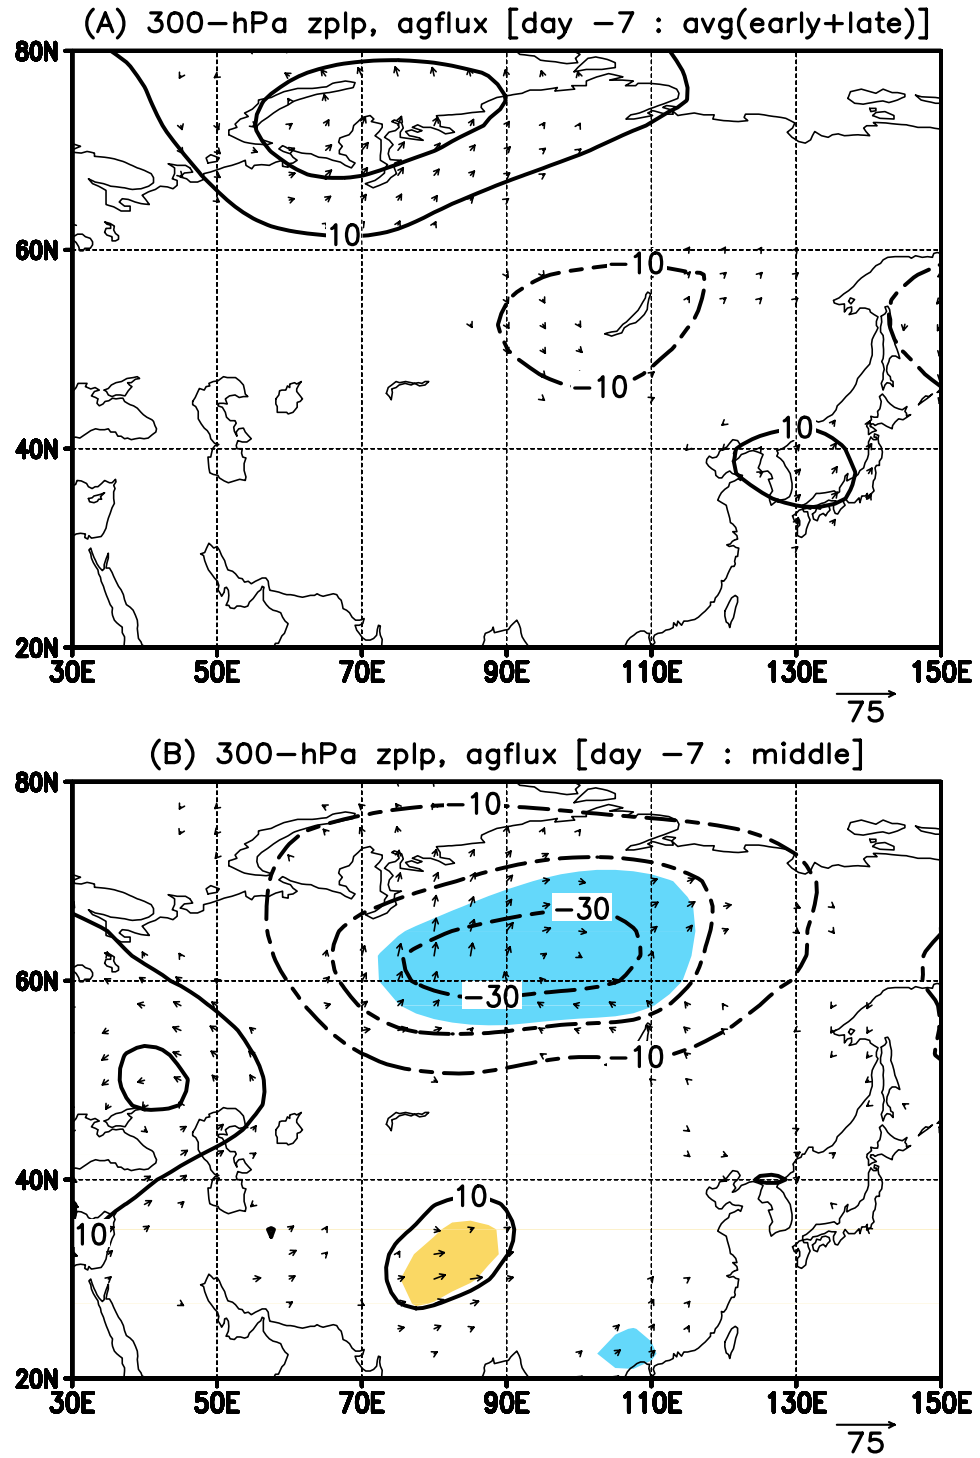 (A) 300-hPa zplp, agflux [day -7 : avg(early+late)]
80N
60N
40N
20N
10
-10
-10
10
30E 50E 70E 90E 110E 130E 150E
75
(B) 300-hPa zplp, agflux [day -7 : middle]
80N
60N
40N
20N
-10
-30
-30
-10
10
10
30E 50E 70E 90E 110E 130E 150E
75